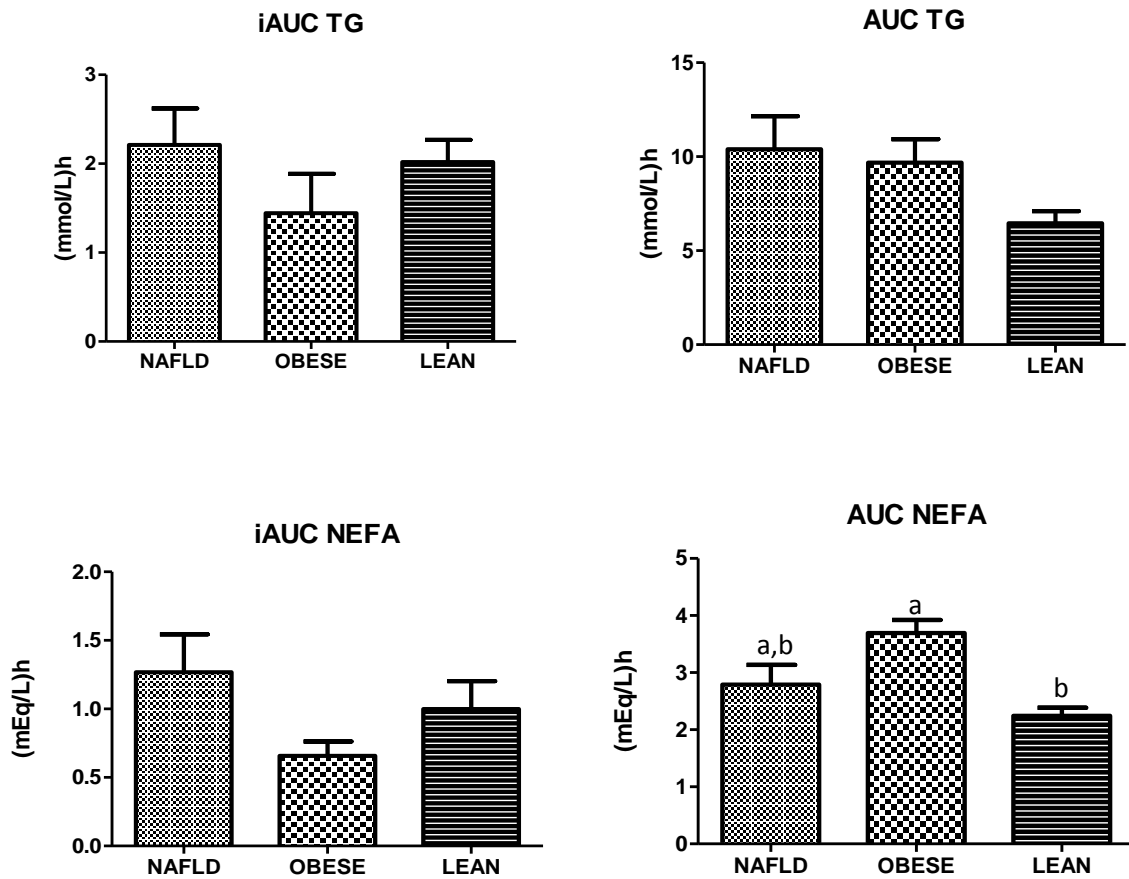 iAUC TG
3
2
1
0
(mmol/L)h
NAFLD OBESE LEAN
AUC TG
15
10
5
0
(mmol/L)h
NAFLD OBESE LEAN
iAUC NEFA
2.0
1.5
1.0
0.5
0.0
(mEq/L)h
NAFLD OBESE LEAN
AUC NEFA
5
4
3
2
1
0
(mEq/L)h
a,b
a
b
NAFLD OBESE LEAN